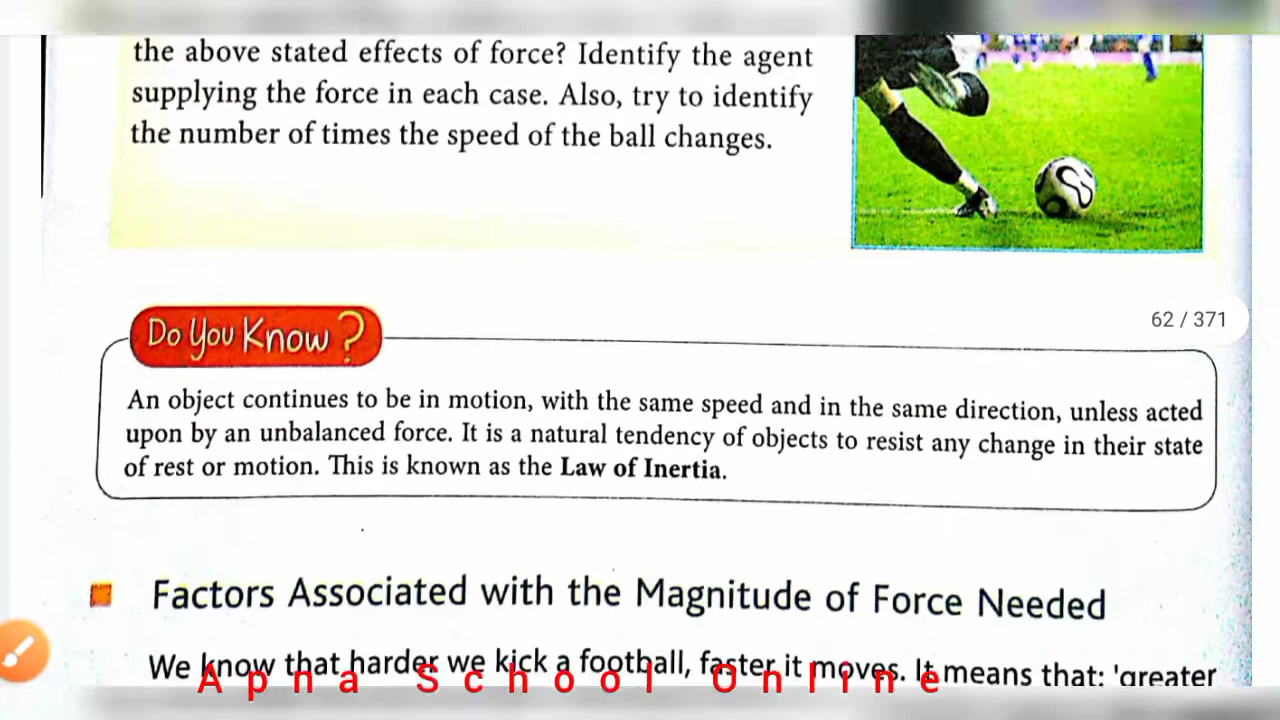 the above stated effects of force? Identify the agent
supplying the force in each case. Also, try to identify
the number of times the speed of the ball changes.
62 / 371
Do You Know ?
An object continues to be in motion, with the same speed and in the same direction, unless acted
upon by an unbalanced force. It is a natural tendency of objects to resist any change in their state
of rest or motion. This is known as the Law of Inertia.
Factors Associated with the Magnitude of Force Needed
We know that harder we kick a football, faster it moves. It means that: 'greater
Apna School Online